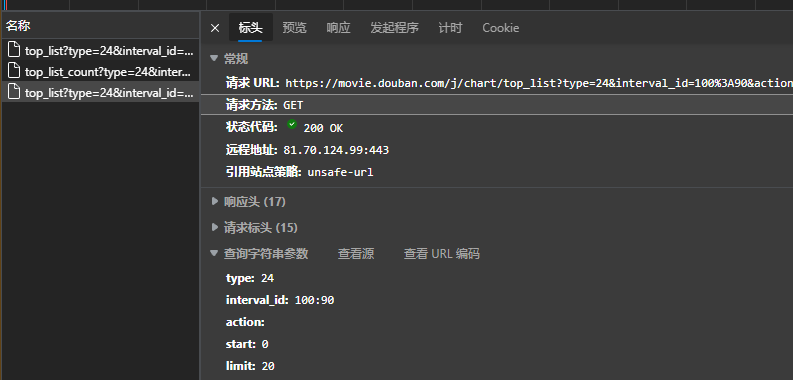 名称
top_list?type=24&interval_id=...
top_list_count?type=24&inter...
top_list?type=24&interval_id=...
× 标头 预览 响应 发起程序 计时 Cookie
常规
请求 URL: https://movie.douban.com/j/chart/top_list?type=24&interval_id=100%3A90&action
请求方法: GET
状态代码: 200 OK
远程地址: 81.70.124.99:443
引用站点策略: unsafe-url
响应头 (17)
请求标头 (15)
查询字符串参数 查看源 查看 URL 编码
type: 24
interval_id: 100:90
action:
start: 0
limit: 20